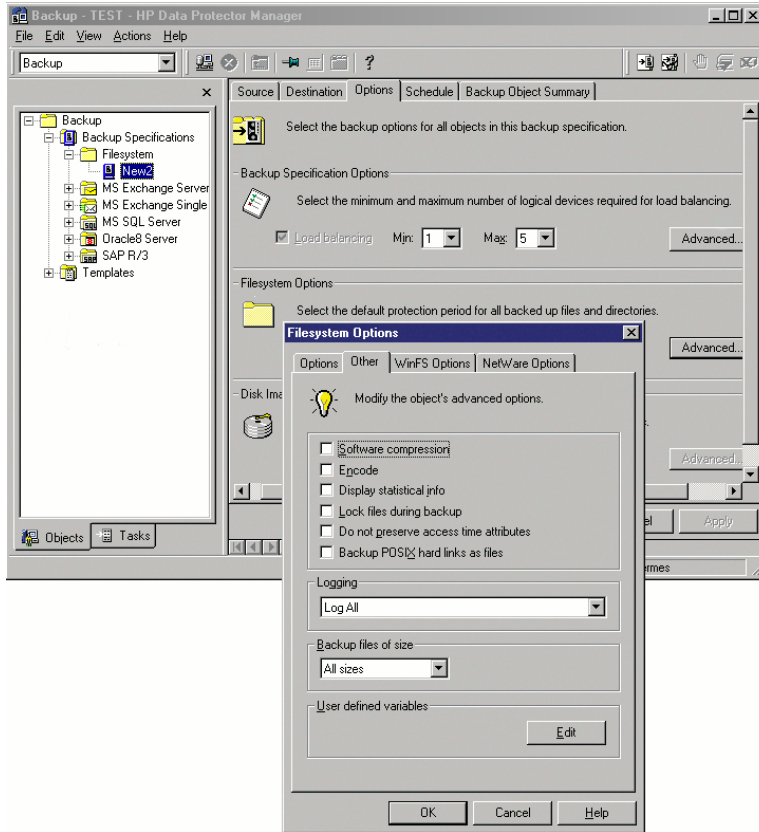 Backup - TEST - HP Data Protector Manager
File Edit View Actions Help
Backup
Source Destination Options Schedule Backup Object Summary
Backup
Backup Specifications
Filesystem
New2
MS Exchange Server
MS Exchange Single
MS SQL Server
Oracle8 Server
SAP R/3
Templates
Objects Tasks
Select the backup options for all objects in this backup specification.
Backup Specification Options
Select the minimum and maximum number of logical devices required for load balancing.
Load balancing Min: 1 Max: 5 Advanced...
Filesystem Options
Select the default protection period for all backed up files and directories.
Advanced...
Disk Ima
Advanced...
el Apply
ermes
Filesystem Options
Options Other WinFS Options NetWare Options
Modify the object's advanced options.
Software compression
Encode
Display statistical info
Lock files during backup
Do not preserve access time attributes
Backup POSIX hard links as files
Logging
Log All
Backup files of size
All sizes
User defined variables
Edit
OK Cancel Help